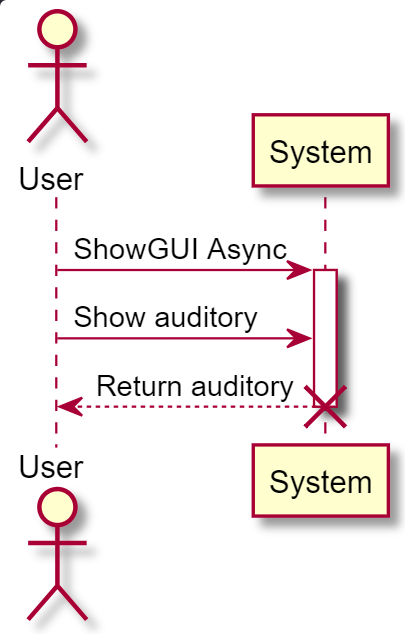 User
System
ShowGUI Async
Show auditory
Return auditory
User
System